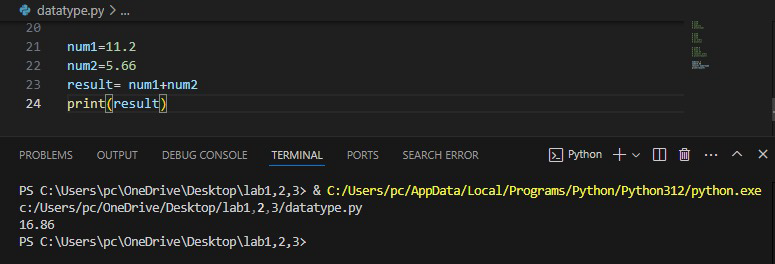 datatype.py > ...
20
21 num1=11.2
22 num2=5.66
23 result= num1+num2
24 print(result)
PROBLEMS OUTPUT DEBUG CONSOLE TERMINAL PORTS SEARCH ERROR Python
PS C:\Users\pc\OneDrive\Desktop\lab1,2,3> & C:/Users/pc/AppData/Local/Programs/Python/Python312/python.exe
c:/Users/pc/OneDrive/Desktop/lab1,2,3/datatype.py
16.86
PS C:\Users\pc\OneDrive\Desktop\lab1,2,3>